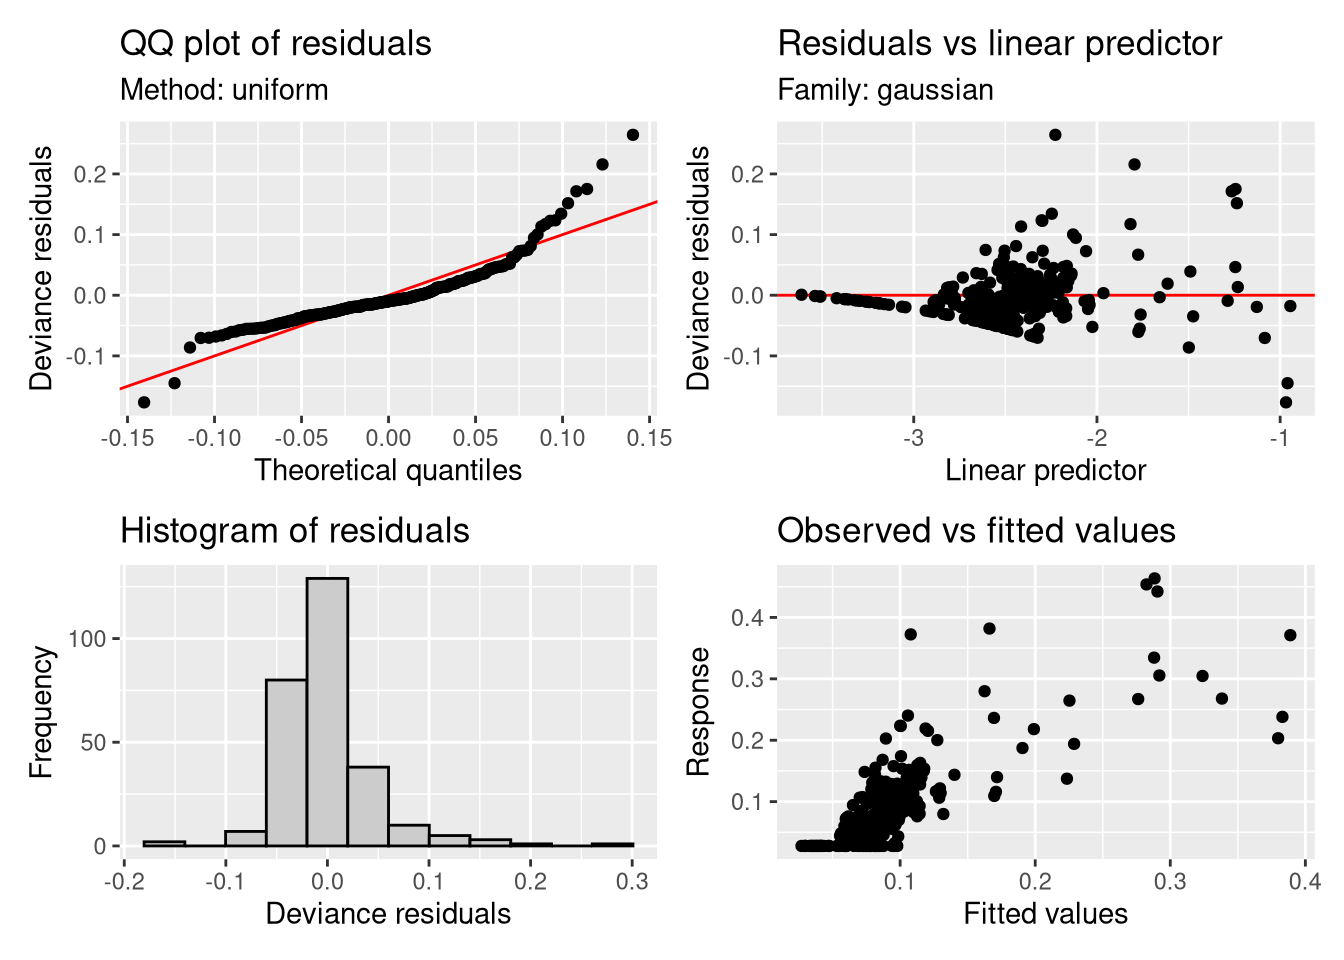 QQ plot of residuals
Method: uniform
Deviance residuals
0.2
0.1
0.0
-0.1
-0.15 -0.10 -0.05 0.00 0.05 0.10 0.15
Theoretical quantiles
Residuals vs linear predictor
Family: gaussian
Deviance residuals
0.2
0.1
0.0
-0.1
-3 -2 -1
Linear predictor
Histogram of residuals
Frequency
100
50
0
-0.2 -0.1 0.0 0.1 0.2 0.3
Deviance residuals
Observed vs fitted values
Response
0.4
0.3
0.2
0.1
0.1 0.2 0.3 0.4
Fitted values